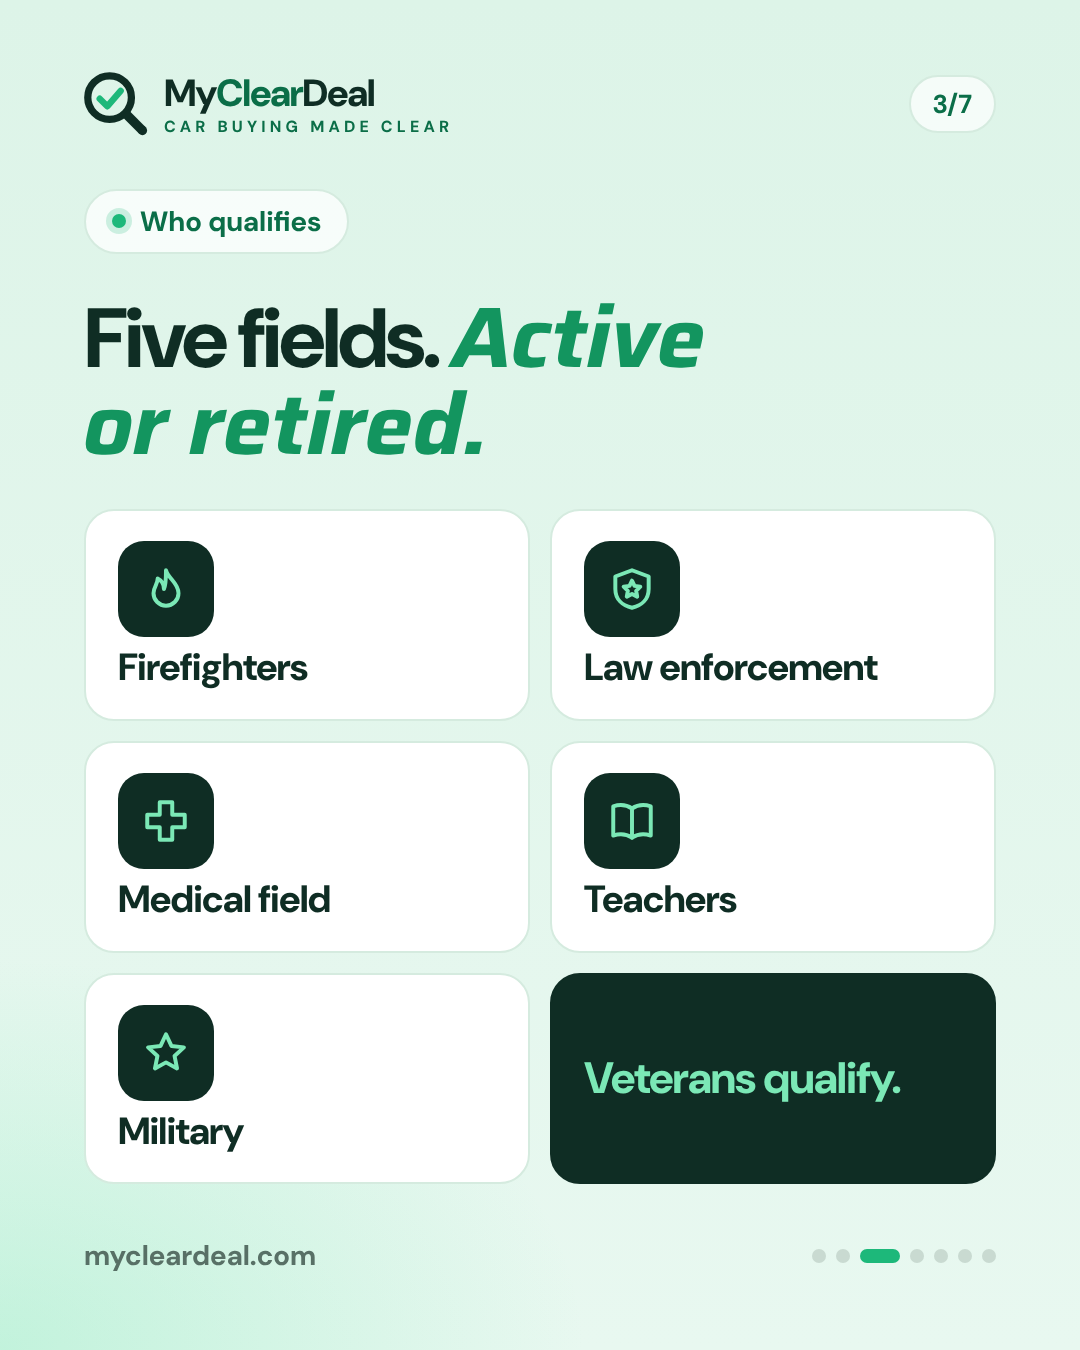 MyClearDeal
CAR BUYING MADE CLEAR
3/7
Who qualifies
Five fields. Active
or retired.
Firefighters
Law enforcement
Medical field
Teachers
Military
Veterans qualify.
mycleardeal.com